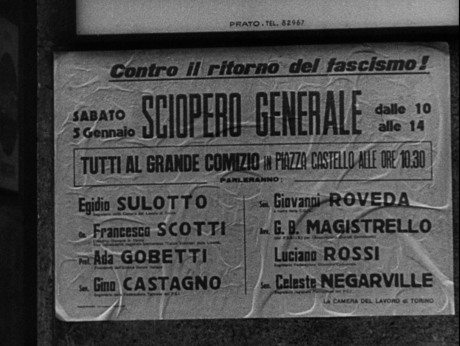 PRATO - TEL. 82967
Contro il ritorno del fascismo!
SABATO
5 Gennaio
SCIOPERO GENERALE
dalle 10
alle 14
TUTTI AL GRANDE COMIZIO IN PIAZZA CASTELLO ALLE ORE 10.30
PARLERANNO:
Egidio SULOTTO
On. Francesco SCOTTI
Prof. Ada GOBETTI
Sen. Gino CASTAGNO
Sen. Giovanni ROVEDA
Avv. G. B. MAGISTRELLO
Luciano ROSSI
Sen. Celeste NEGARVILLE
LA CAMERA DEL LAVORO di TORINO